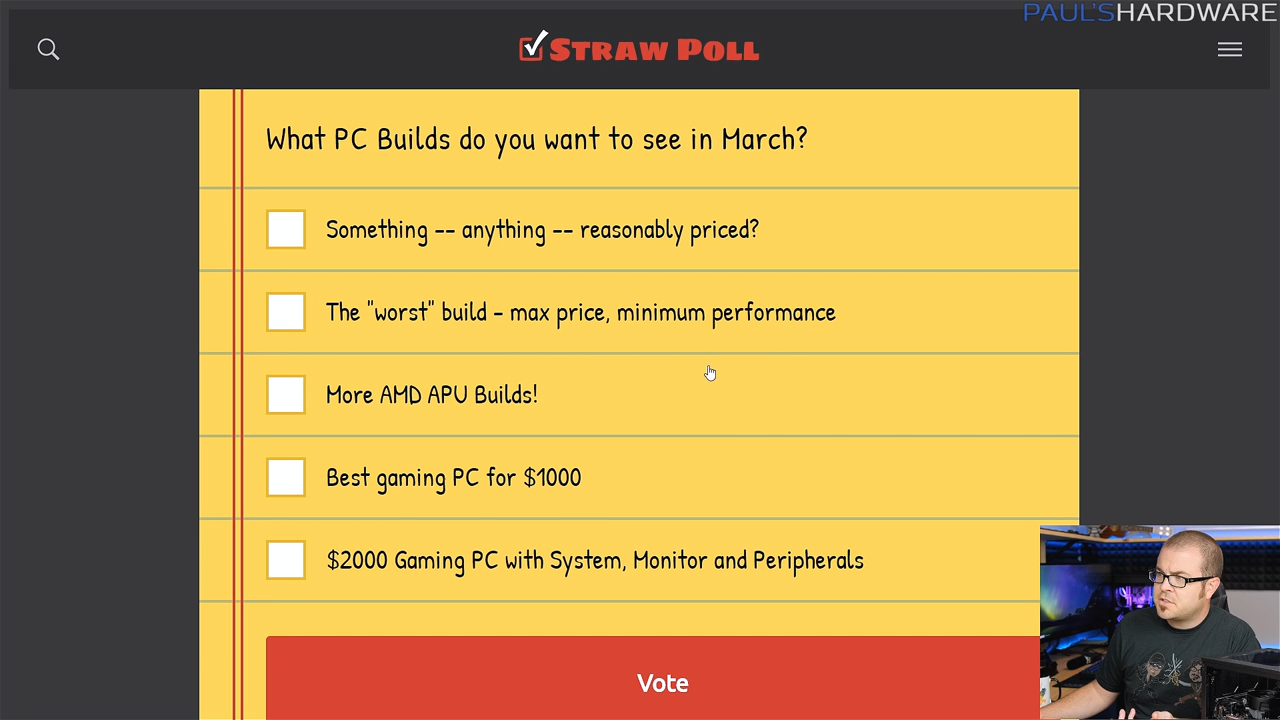 PAUL'SHARDWARE
STRAW POLL
What PC Builds do you want to see in March?
Something -- anything -- reasonably priced?
The "worst" build - max price, minimum performance
More AMD APU Builds!
Best gaming PC for $1000
$2000 Gaming PC with System, Monitor and Peripherals
Vote